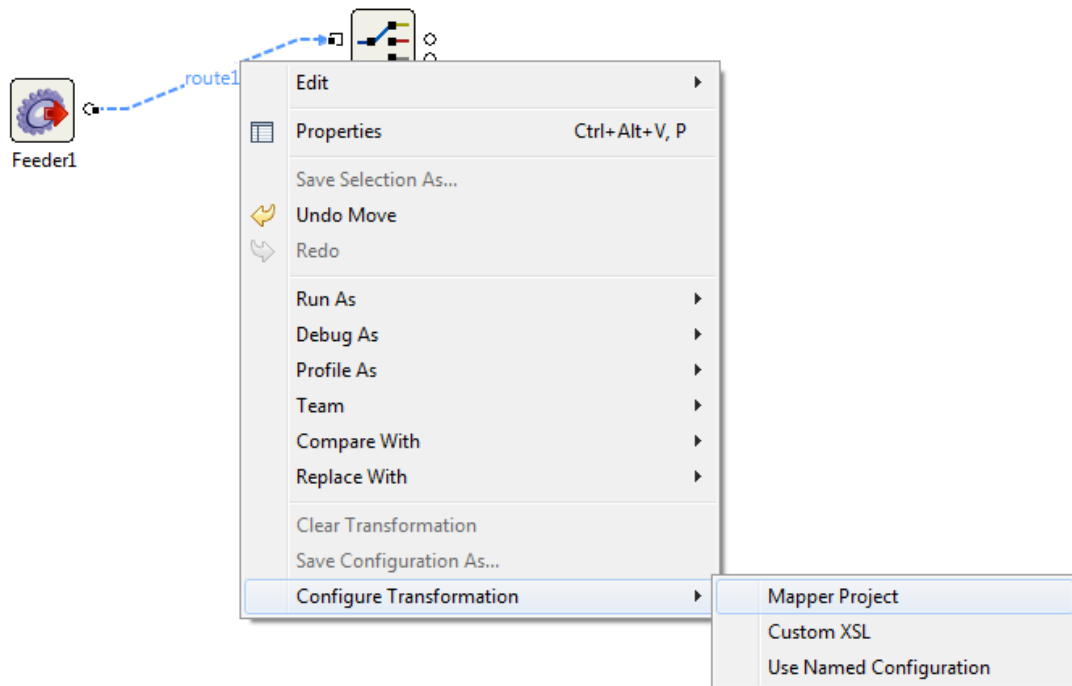 route1
Feeder1
Edit
Properties Ctrl+Alt+V, P
Save Selection As...
Undo Move
Redo
Run As
Debug As
Profile As
Team
Compare With
Replace With
Clear Transformation
Save Configuration As...
Configure Transformation
Mapper Project
Custom XSL
Use Named Configuration